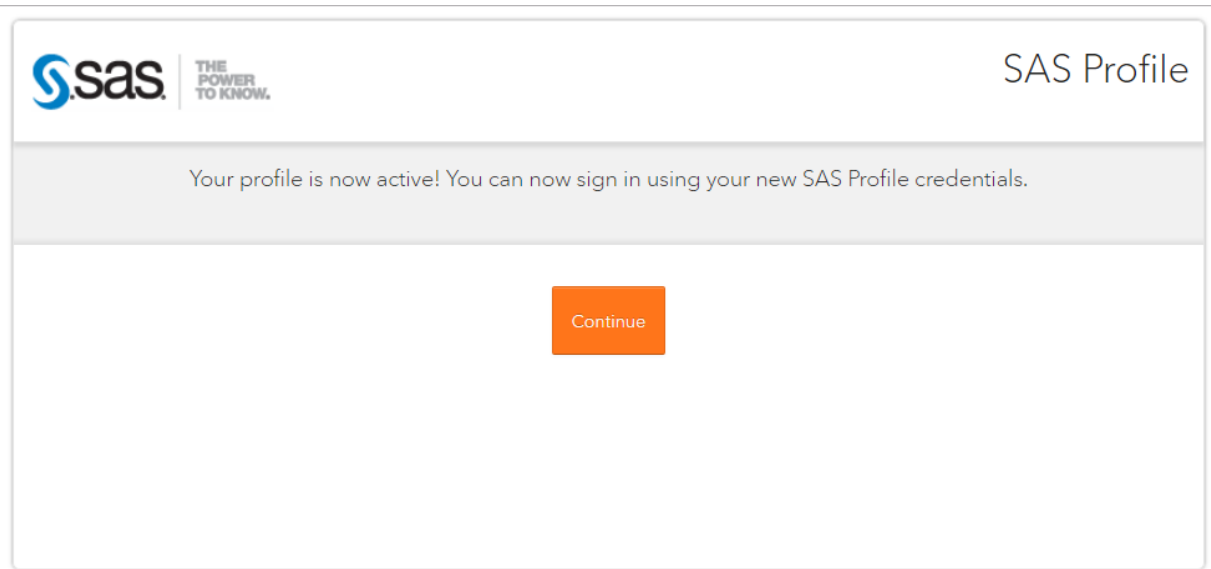 sas
THE
POWER
TO KNOW.
SAS Profile
Your profile is now active! You can now sign in using your new SAS Profile credentials.
Continue